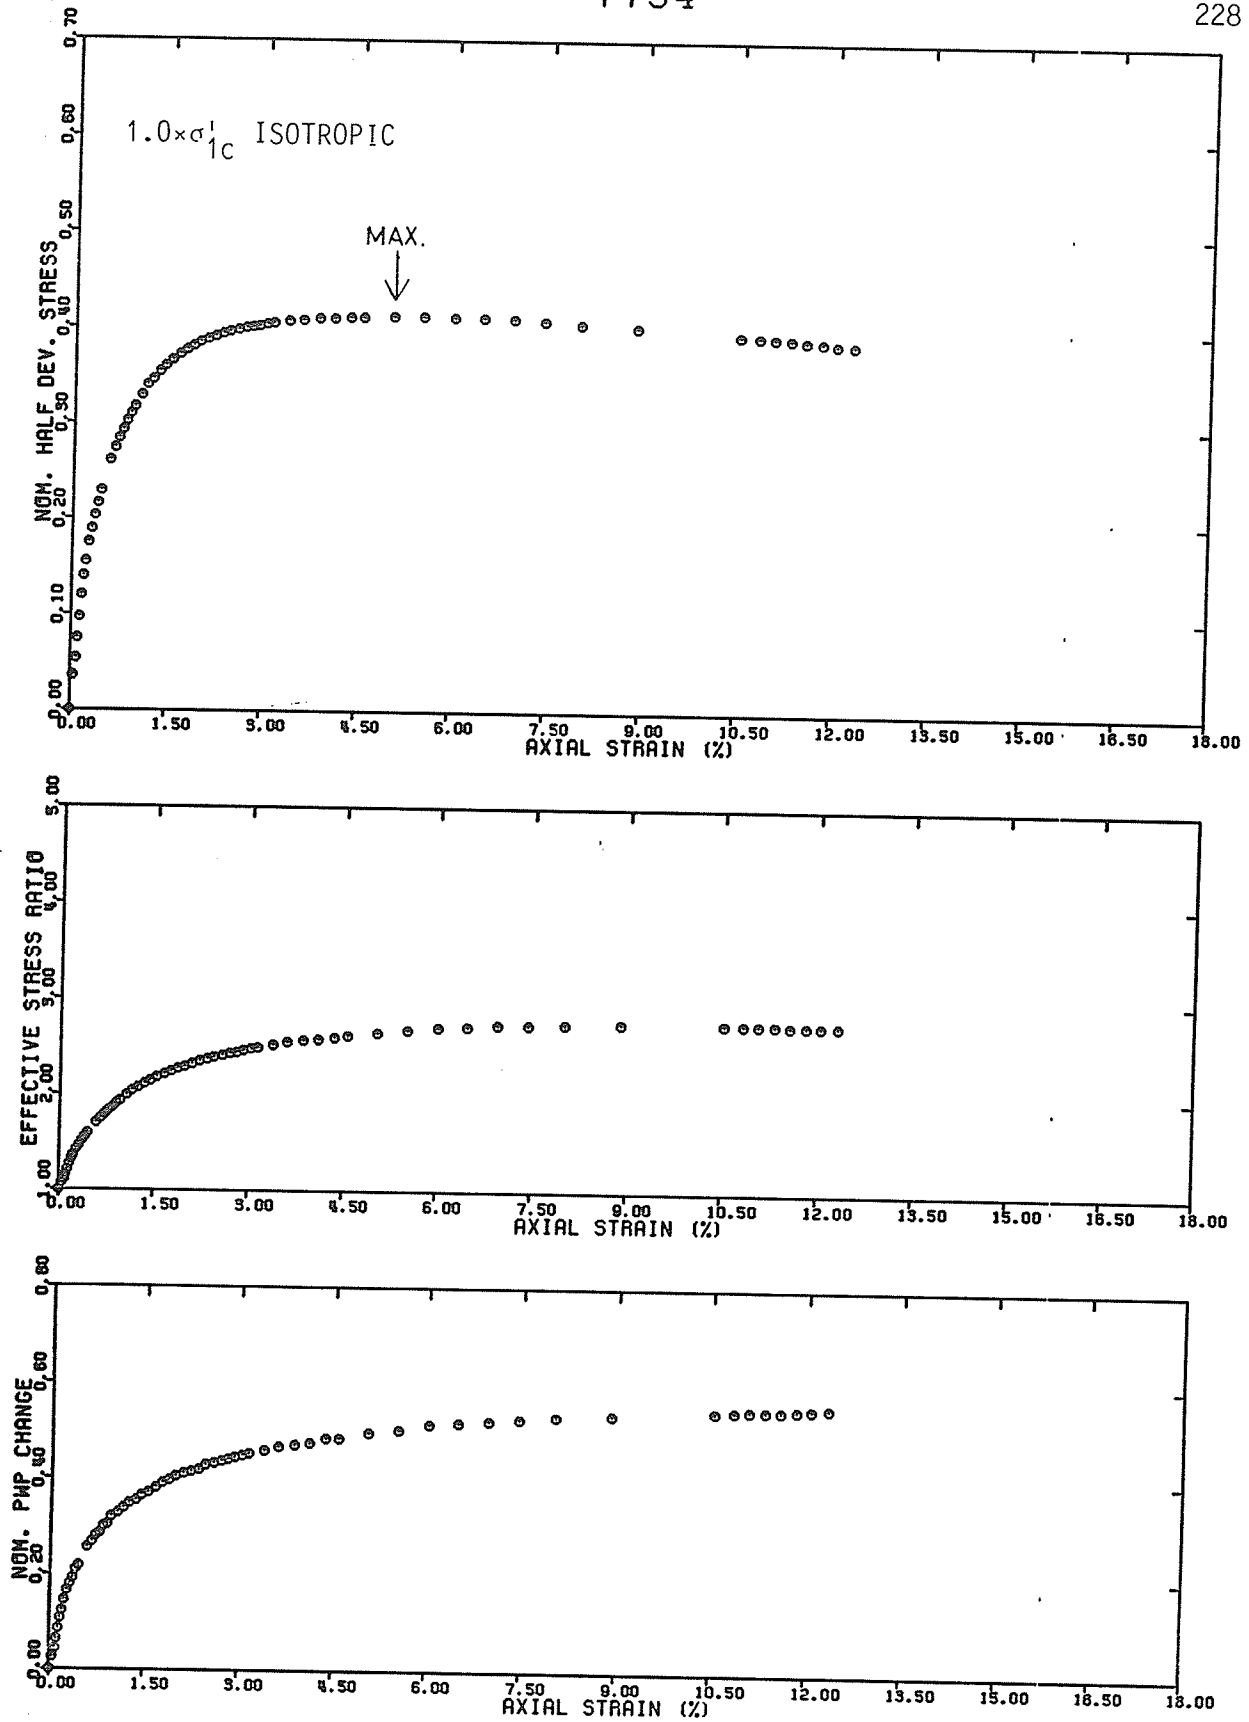 228
0.70
0.60
0.50
0.40
0.30
0.20
0.10
0.00
NOM. HALF DEV. STRESS
1.0×σ'1C ISOTROPIC
MAX.
0.00 1.50 3.00 4.50 6.00 7.50 9.00 10.50 12.00 13.50 15.00 16.50 18.00
AXIAL STRAIN (%)
5.00
4.00
3.00
2.00
1.00
EFFECTIVE STRESS RATIO
0.00 1.50 3.00 4.50 6.00 7.50 9.00 10.50 12.00 13.50 15.00 16.50 18.00
AXIAL STRAIN (%)
0.80
0.60
0.40
0.20
0.00
NOM. PWP CHANGE
0.00 1.50 3.00 4.50 6.00 7.50 9.00 10.50 12.00 13.50 15.00 16.50 18.00
AXIAL STRAIN (%)